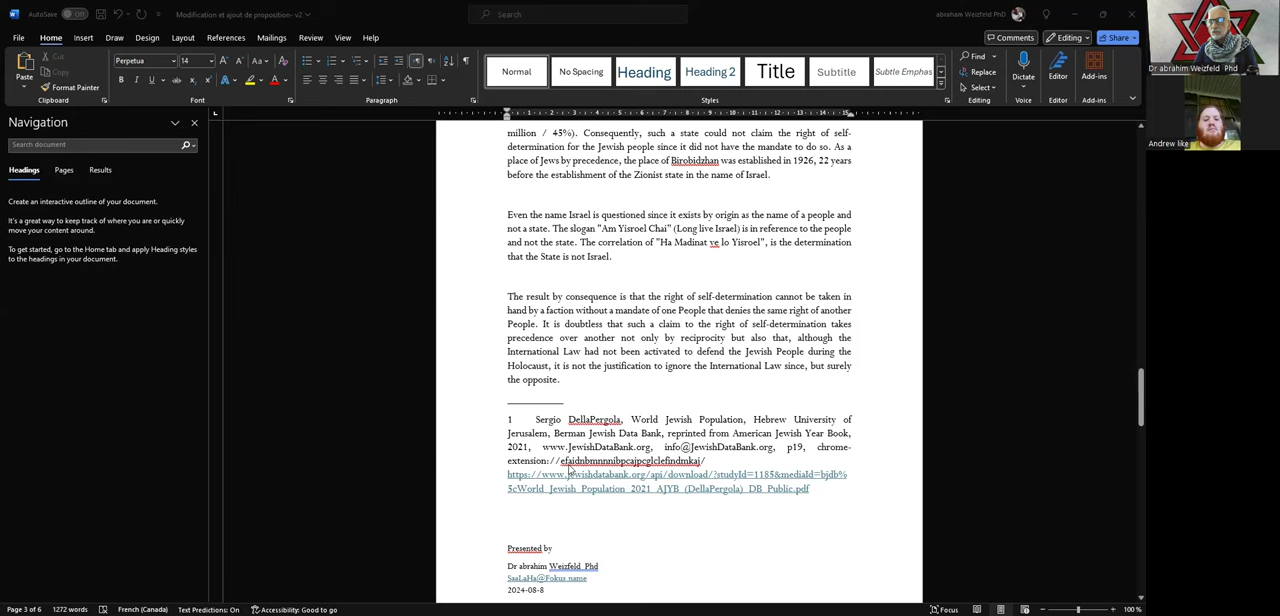 AutoSave
Off
Modification et ajout de proposition- v2
Search
abraham Weizfeld PhD
File Home Insert Draw Design Layout References Mailings Review View Help
Comments
Editing
Share
Paste
Cut
Copy
Format Painter
Clipboard
Perpetua
14
Font
Paragraph
Normal
No Spacing
Heading
Heading 2
Title
Subtitle
Subtle Emphas
Styles
Find
Replace
Select
Editing
Dictate
Voice
Editor
Editor
Add-ins
Add-ins
Dr abrahim Weizfeld Phd
Andrew like
Navigation
Search document
Headings Pages Results
Create an interactive outline of your document.
It's a great way to keep track of where you are or quickly
move your content around.
To get started, go to the Home tab and apply Heading styles
to the headings in your document.
million / 45%). Consequently, such a state could not claim the right of self-
determination for the Jewish people since it did not have the mandate to do so. As a
place of Jews by precedence, the place of Birobidzhan was established in 1926, 22 years
before the establishment of the Zionist state in the name of Israel.
Even the name Israel is questioned since it exists by origin as the name of a people and
not a state. The slogan "Am Yisroel Chai" (Long live Israel) is in reference to the people
and not the state. The correlation of "Ha Madinat ve lo Yisroel", is the determination
that the State is not Israel.
The result by consequence is that the right of self-determination cannot be taken in
hand by a faction without a mandate of one People that denies the same right of another
People. It is doubtless that such a claim to the right of self-determination takes
precedence over another not only by reciprocity but also that, although the
International Law had not been activated to defend the Jewish People during the
Holocaust, it is not the justification to ignore the International Law since, but surely
the opposite.
1 Sergio DellaPergola, World Jewish Population, Hebrew University of
Jerusalem, Berman Jewish Data Bank, reprinted from American Jewish Year Book,
2021, www.JewishDataBank.org, info@JewishDataBank.org, p19, chrome-
extension://efaidnbmnnnibpcajpcglclefindmkaj/
https://www.jewishdatabank.org/api/download/?studyId=1185&mediaId=bjdb%
5cWorld_Jewish_Population_2021_AJYB_(DellaPergola)_DB_Public.pdf
Presented by
Dr abrahim Weizfeld Phd
SaaLaHa@Fokus name
2024-08-8
Page 3 of 6 1272 words French (Canada) Text Predictions: On Accessibility: Good to go Focus 100 %